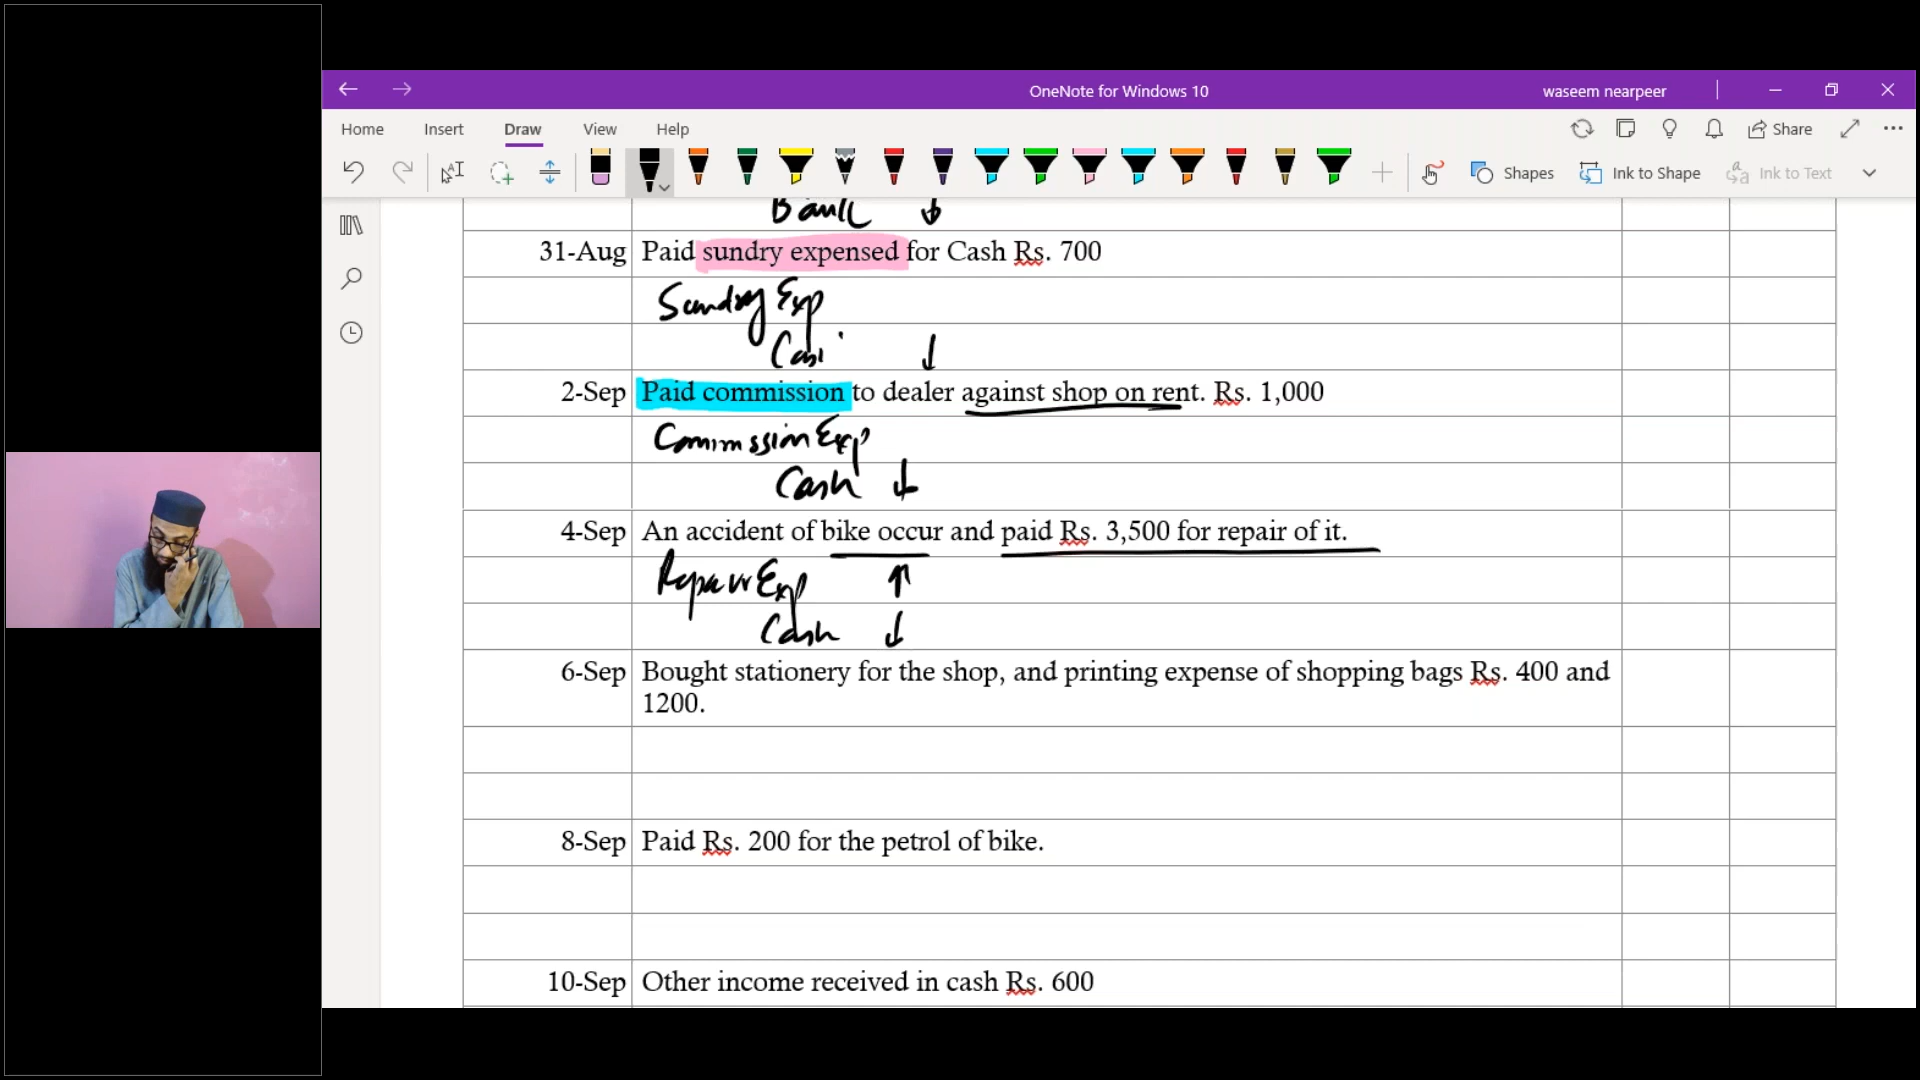 OneNote for Windows 10
waseem nearpeer
Home Insert Draw View Help
Share
Shapes
Ink to Shape
Ink to Text
Bank ↓
31-Aug Paid sundry expensed for Cash Rs. 700
Sundry Exp
Cash ↓
2-Sep Paid commission to dealer against shop on rent. Rs. 1,000
Commission Exp
Cash ↓
4-Sep An accident of bike occur and paid Rs. 3,500 for repair of it.
Repair Exp ↑
Cash ↓
6-Sep Bought stationery for the shop, and printing expense of shopping bags Rs. 400 and
1200.
8-Sep Paid Rs. 200 for the petrol of bike.
10-Sep Other income received in cash Rs. 600